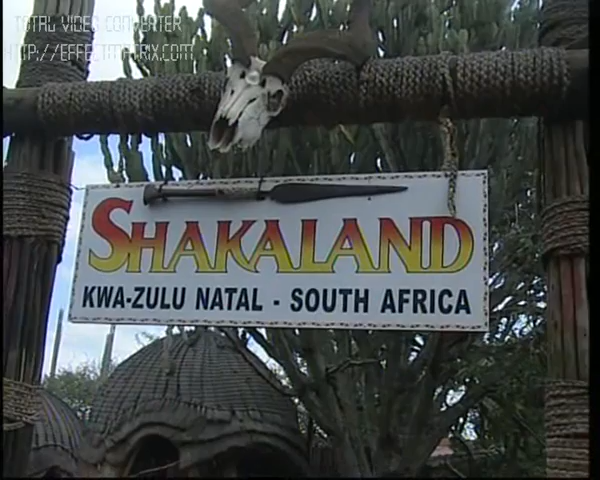 TOTAL VIDEO CONVERTER
HTTP://EFFECTMATRIX.COM
SHAKALAND
KWA-ZULU NATAL - SOUTH AFRICA